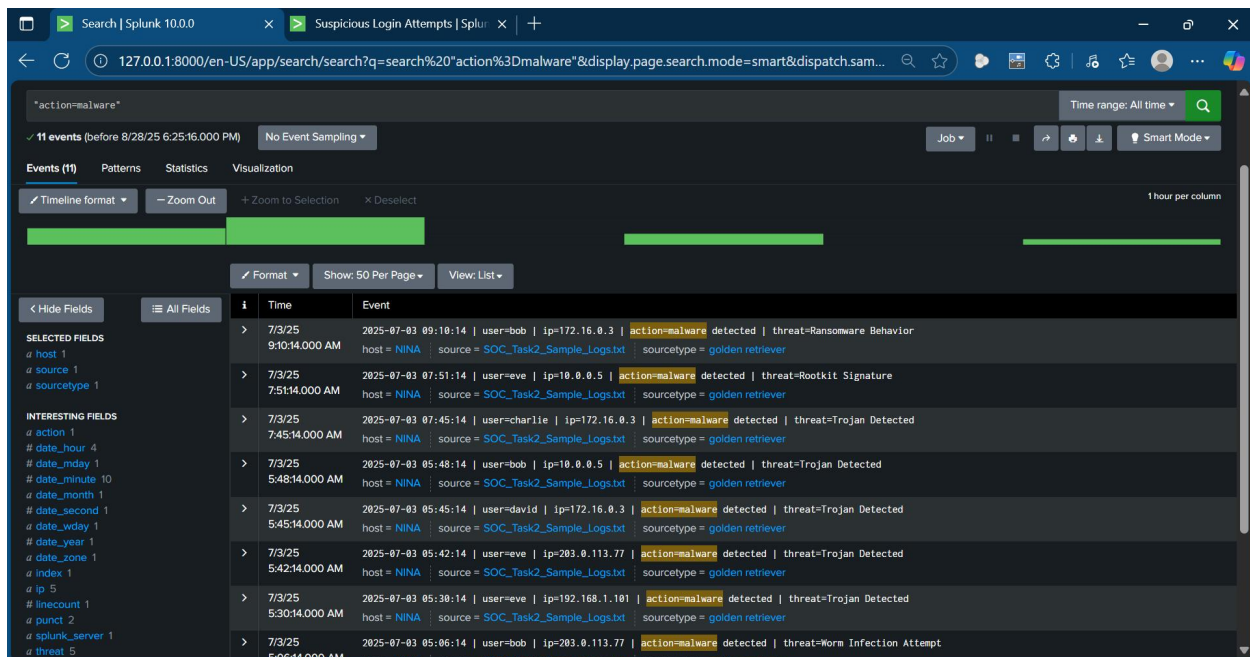 Search | Splunk 10.0.0
Suspicious Login Attempts | Splun
127.0.0.1:8000/en-US/app/search/search?q=search%20"action%3Dmalware"&display.page.search.mode=smart&dispatch.sam...
"action=malware"
Time range: All time
✓ 11 events (before 8/28/25 6:25:16.000 PM)
No Event Sampling
Job
Smart Mode
Events (11) Patterns Statistics Visualization
Timeline format
— Zoom Out
+ Zoom to Selection
× Deselect
1 hour per column
Format
Show: 50 Per Page
View: List
< Hide Fields
All Fields
i Time Event
SELECTED FIELDS
a host 1
a source 1
a sourcetype 1
INTERESTING FIELDS
a action 1
# date_hour 4
# date_mday 1
# date_minute 10
a date_month 1
# date_second 1
a date_wday 1
# date_year 1
a date_zone 1
a index 1
a ip 5
# linecount 1
a punct 2
a splunk_server 1
a threat 5
7/3/25
9:10:14.000 AM
2025-07-03 09:10:14 | user=bob | ip=172.16.0.3 | action=malware detected | threat=Ransomware Behavior
host = NINA source = SOC_Task2_Sample_Logs.txt sourcetype = golden retriever
7/3/25
7:51:14.000 AM
2025-07-03 07:51:14 | user=eve | ip=10.0.0.5 | action=malware detected | threat=Rootkit Signature
host = NINA source = SOC_Task2_Sample_Logs.txt sourcetype = golden retriever
7/3/25
7:45:14.000 AM
2025-07-03 07:45:14 | user=charlie | ip=172.16.0.3 | action=malware detected | threat=Trojan Detected
host = NINA source = SOC_Task2_Sample_Logs.txt sourcetype = golden retriever
7/3/25
5:48:14.000 AM
2025-07-03 05:48:14 | user=bob | ip=10.0.0.5 | action=malware detected | threat=Trojan Detected
host = NINA source = SOC_Task2_Sample_Logs.txt sourcetype = golden retriever
7/3/25
5:45:14.000 AM
2025-07-03 05:45:14 | user=david | ip=172.16.0.3 | action=malware detected | threat=Trojan Detected
host = NINA source = SOC_Task2_Sample_Logs.txt sourcetype = golden retriever
7/3/25
5:42:14.000 AM
2025-07-03 05:42:14 | user=eve | ip=203.0.113.77 | action=malware detected | threat=Trojan Detected
host = NINA source = SOC_Task2_Sample_Logs.txt sourcetype = golden retriever
7/3/25
5:30:14.000 AM
2025-07-03 05:30:14 | user=eve | ip=192.168.1.101 | action=malware detected | threat=Trojan Detected
host = NINA source = SOC_Task2_Sample_Logs.txt sourcetype = golden retriever
7/3/25
5:06:14.000 AM
2025-07-03 05:06:14 | user=bob | ip=203.0.113.77 | action=malware detected | threat=Worm Infection Attempt